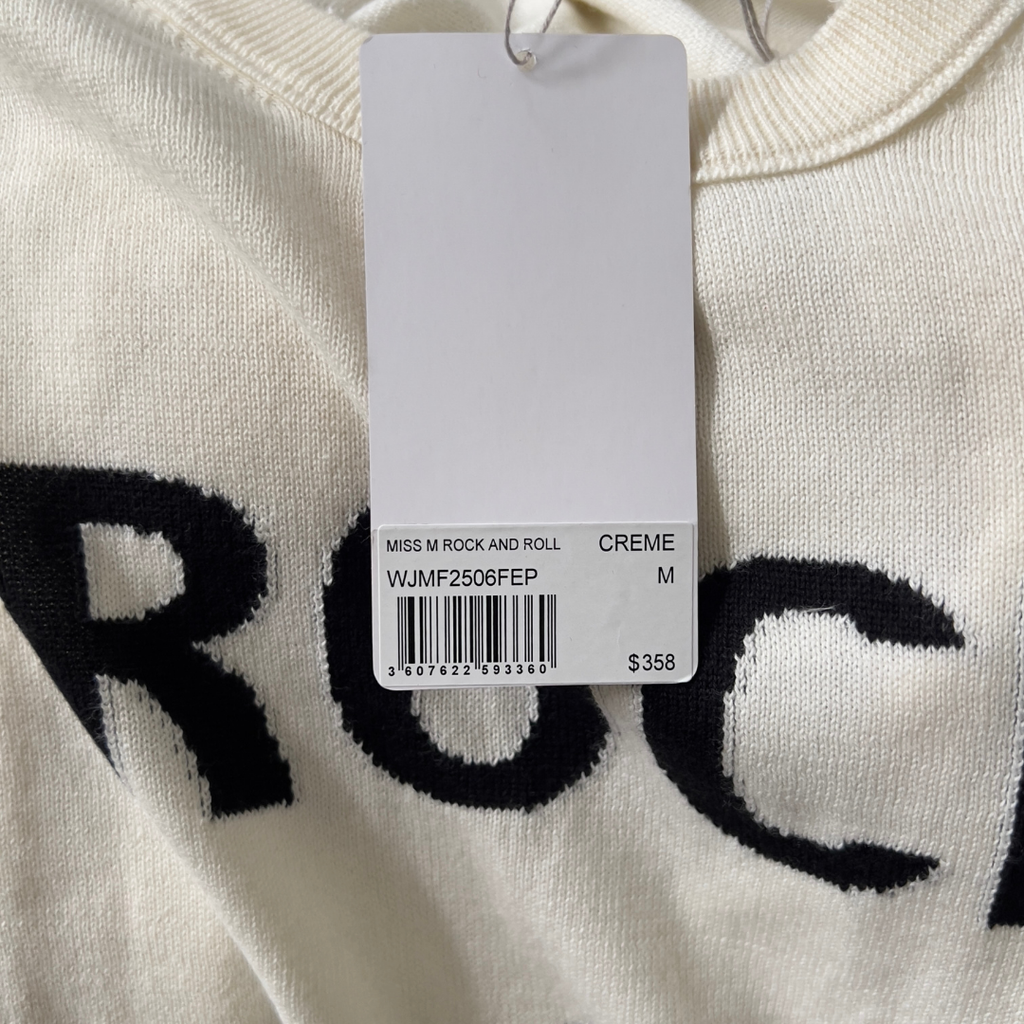 MISS M ROCK AND ROLL CREME
WJMF2506FEP M
3 607622 593360 $358
ROC